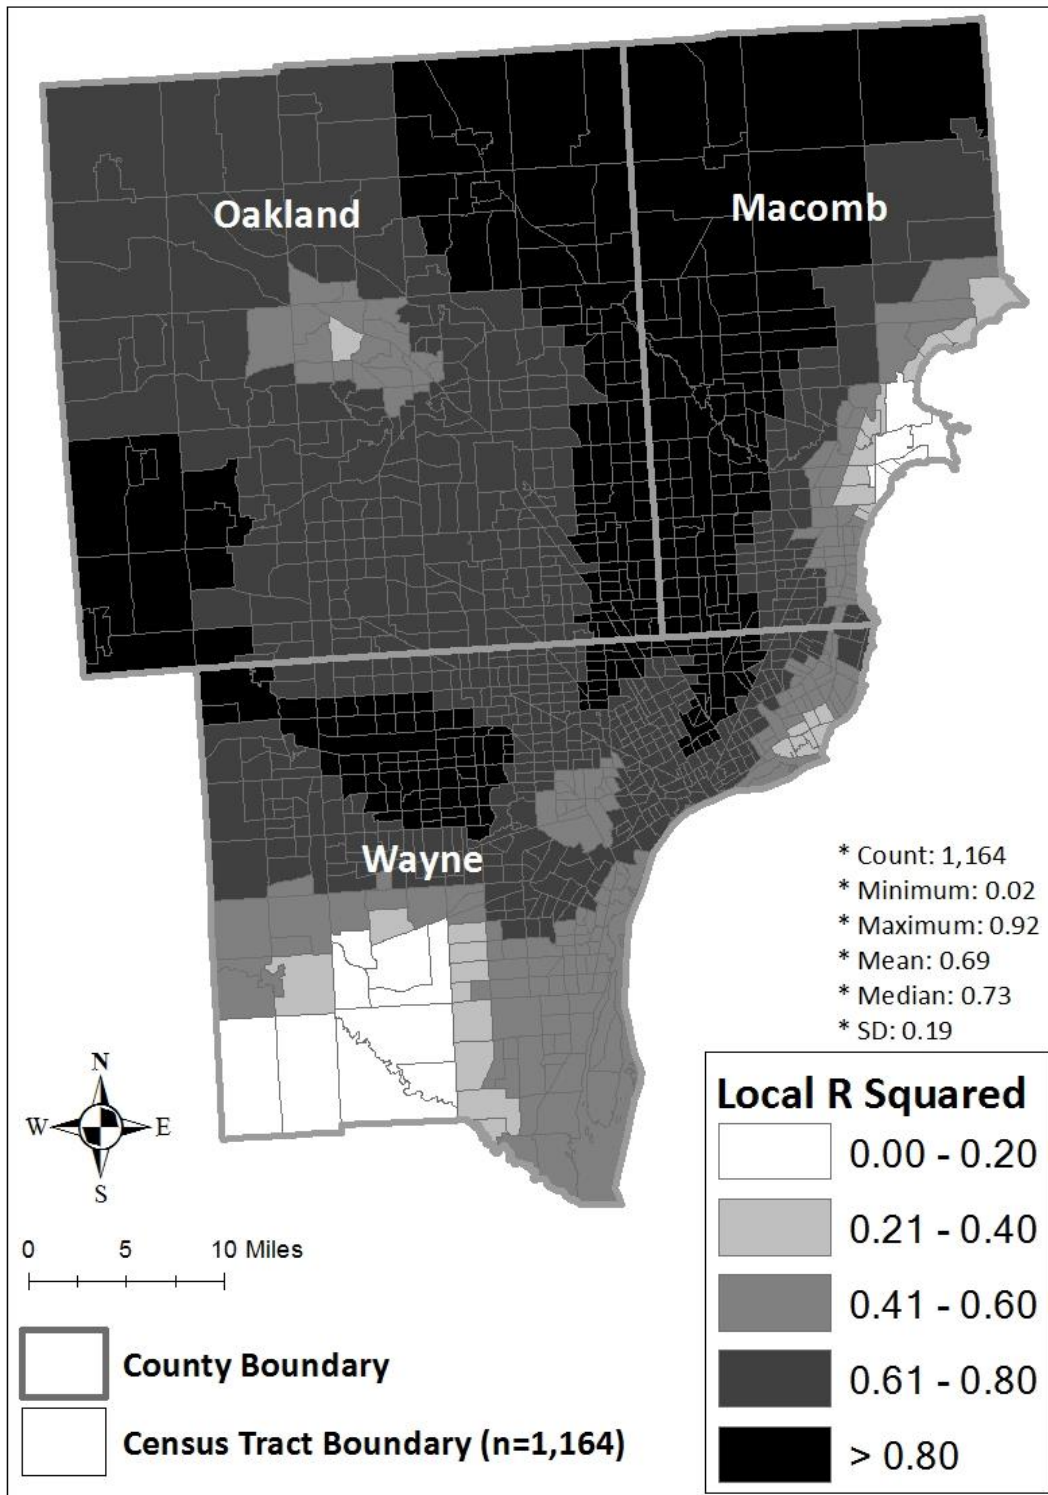 Oakland
Macomb
Wayne
* Count: 1,164
* Minimum: 0.02
* Maximum: 0.92
* Mean: 0.69
* Median: 0.73
* SD: 0.19
N
W E
S
0 5 10 Miles
County Boundary
Census Tract Boundary (n=1,164)
Local R Squared
0.00 - 0.20
0.21 - 0.40
0.41 - 0.60
0.61 - 0.80
> 0.80